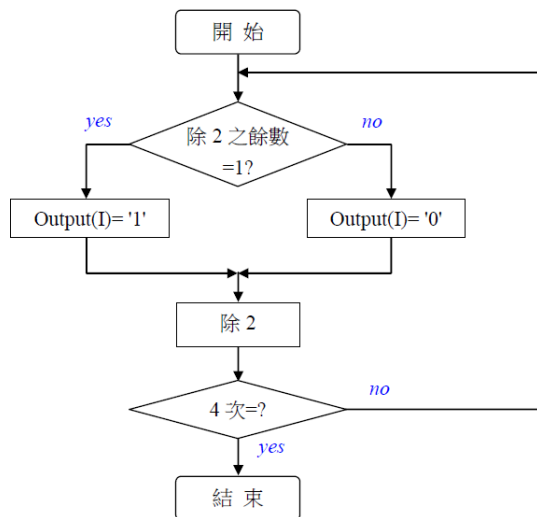 開 始
yes
no
除 2 之餘數
=1?
Output(I)= '1'
Output(I)= '0'
除 2
4 次=?
no
yes
結 束